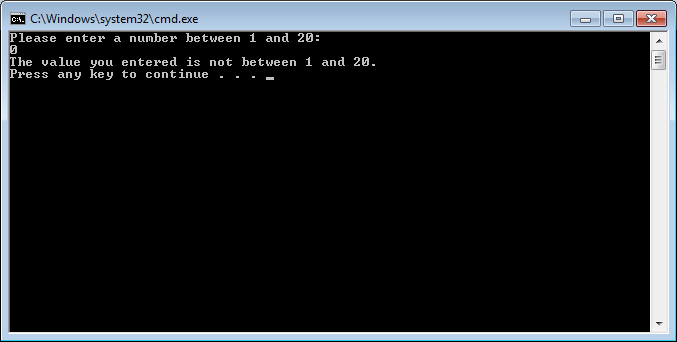 C:\Windows\system32\cmd.exe
Please enter a number between 1 and 20:
0
The value you entered is not between 1 and 20.
Press any key to continue . . . _